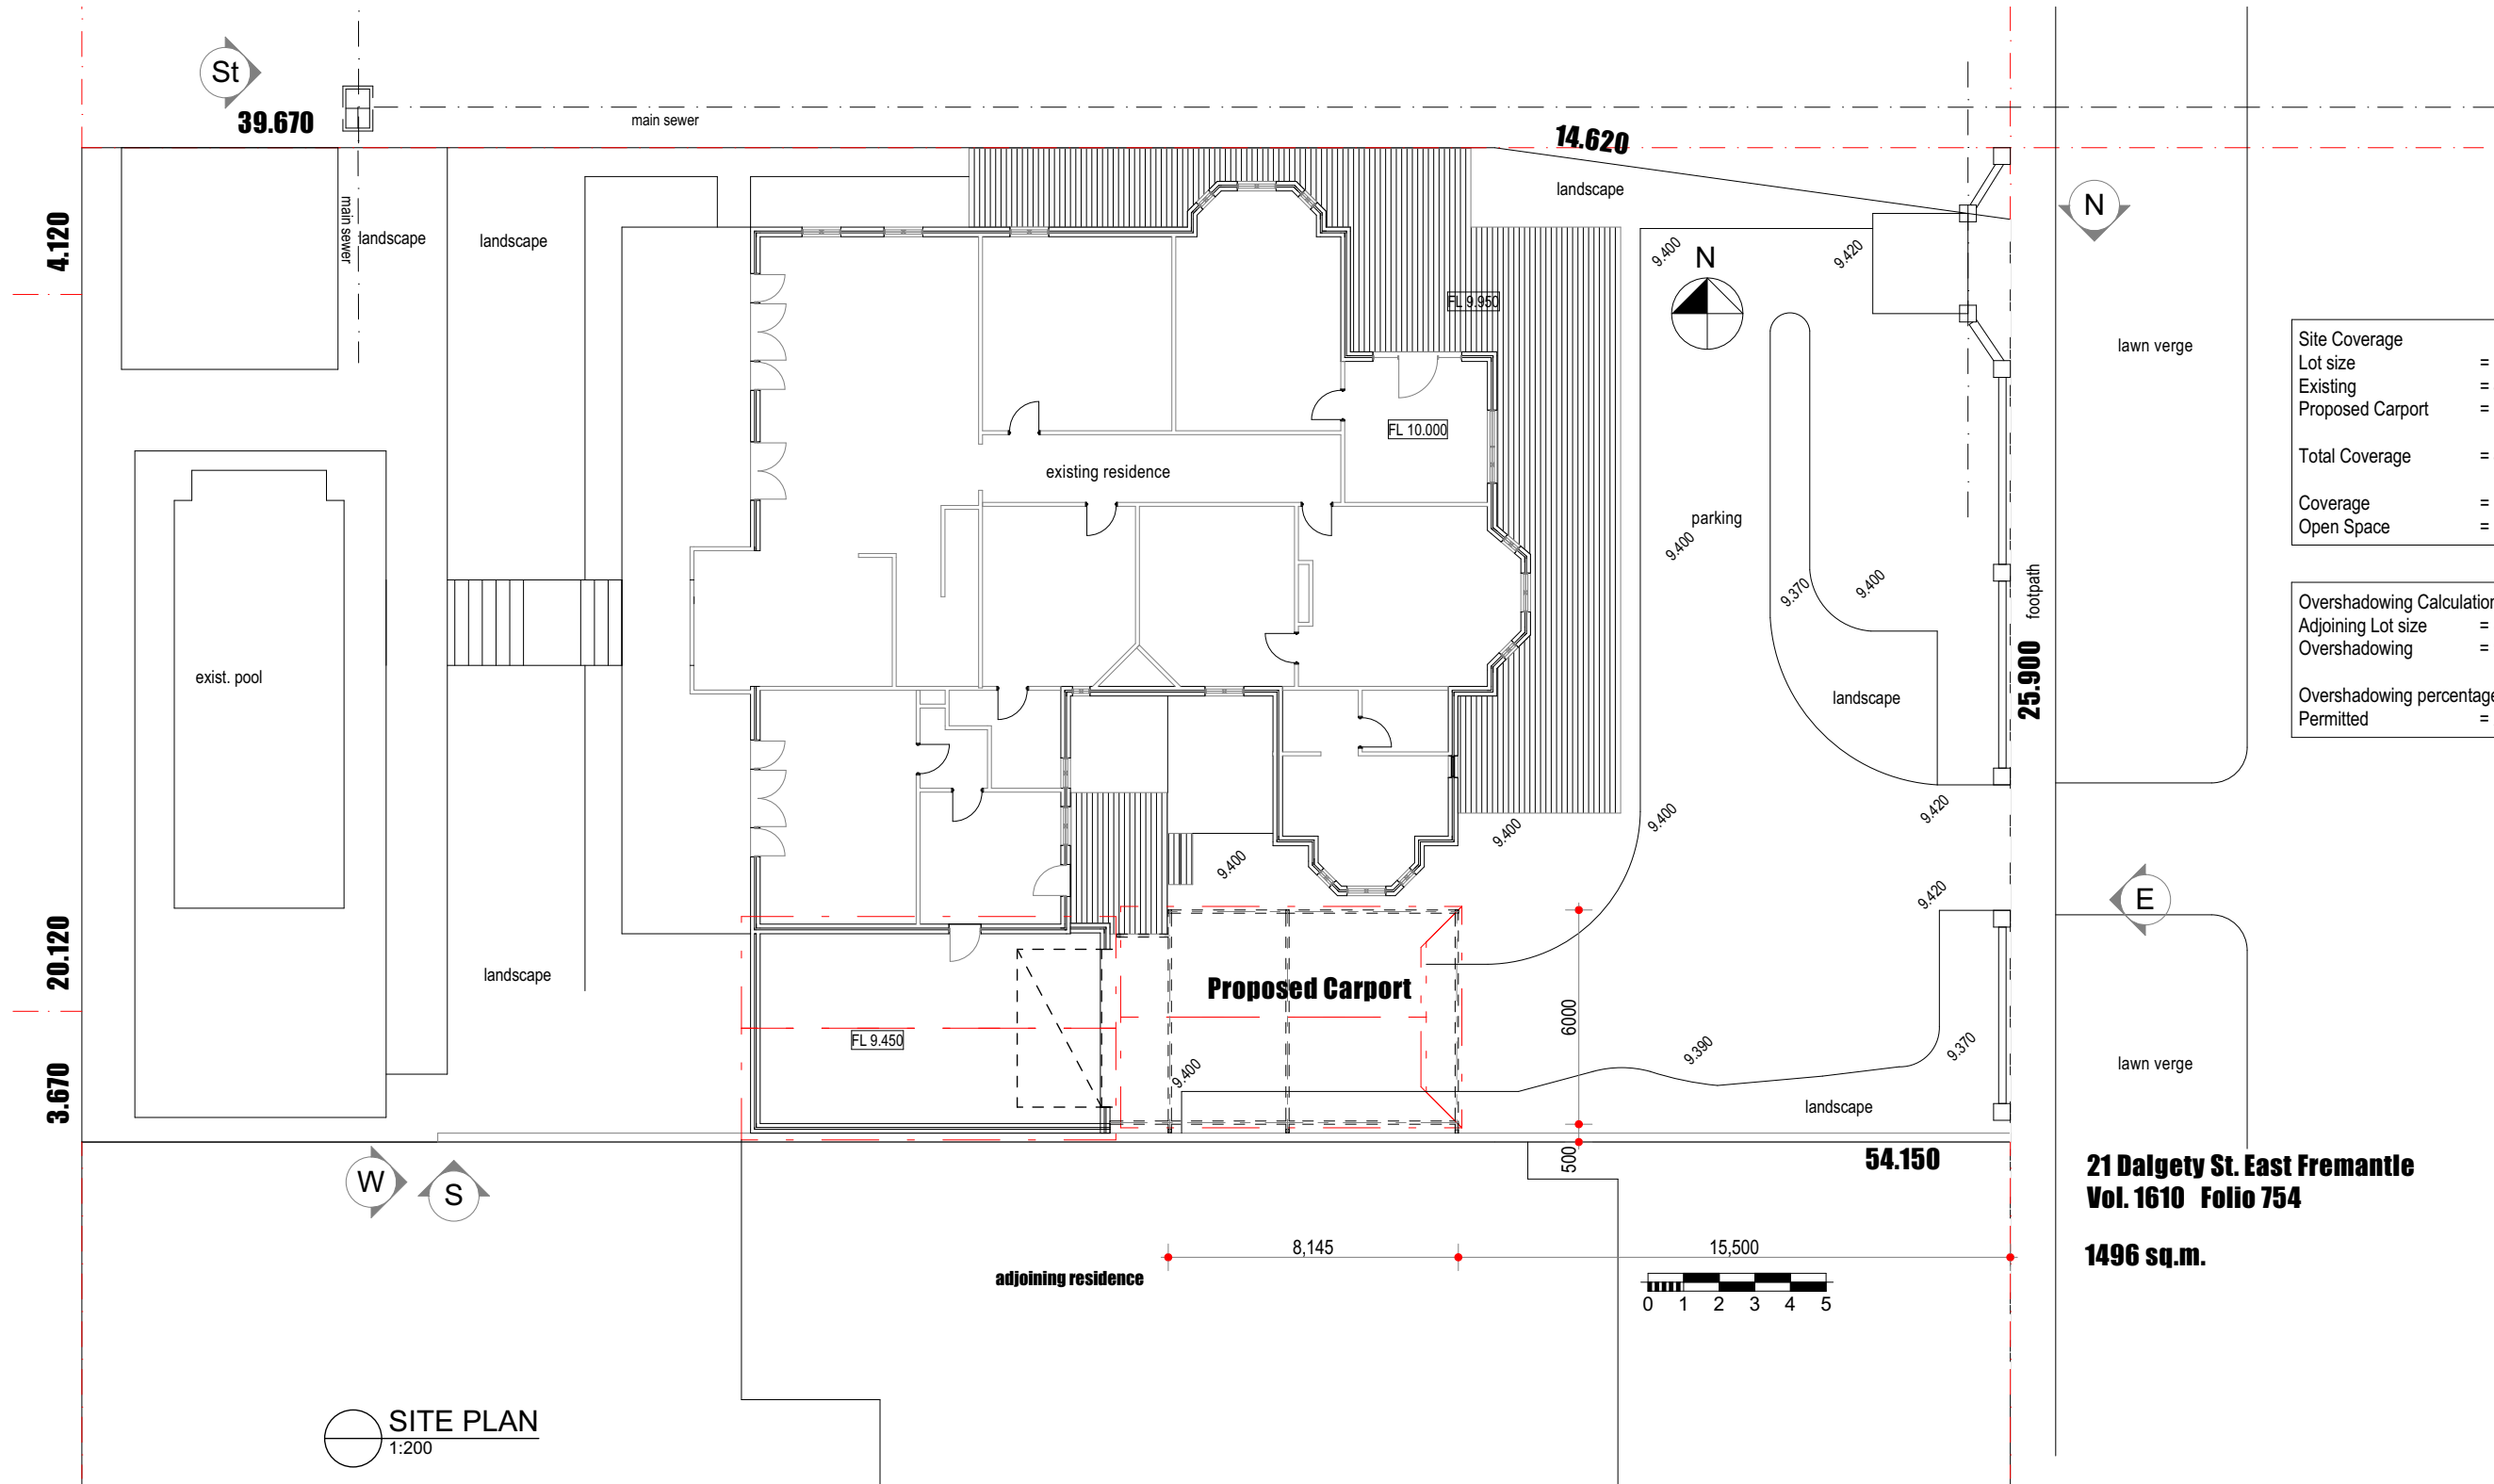 St
39.670
main sewer
14.620
landscape
N
4.120
main sewer
landscape
landscape
9.400
N
9.420
FL 9.950
lawn verge
Site Coverage
Lot size =
Existing =
Proposed Carport =
Total Coverage =
Coverage =
Open Space =
FL 10.000
existing residence
parking
9.400
9.370
9.400
footpath
Overshadowing Calculation
Adjoining Lot size =
Overshadowing =
Overshadowing percentage
Permitted =
exist. pool
landscape
25.900
9.400
9.400
9.420
9.400
9.420
E
20.120
landscape
Proposed Carport
6000
FL 9.450
9.400
9.390
9.370
lawn verge
3.670
landscape
500
54.150
W
S
21 Dalgety St. East Fremantle
Vol. 1610 Folio 754
8,145
15,500
1496 sq.m.
adjoining residence
0 1 2 3 4 5
SITE PLAN
1:200